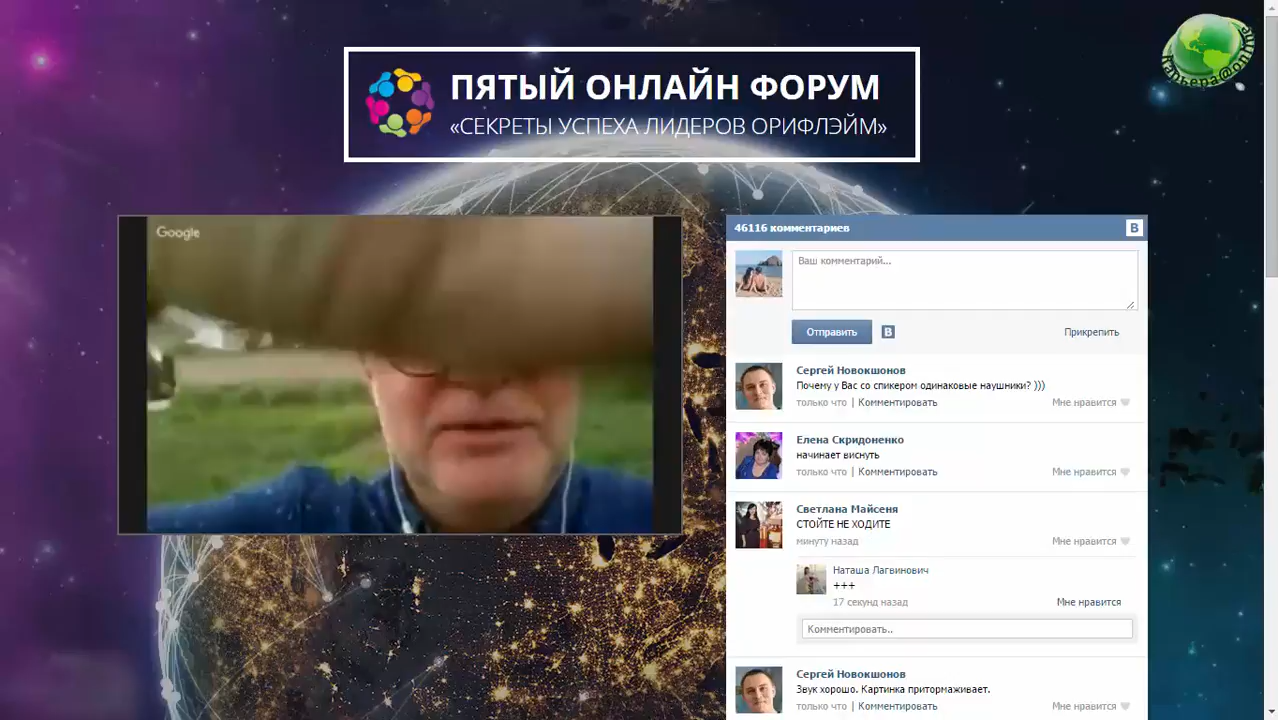 ПЯТЫЙ ОНЛАЙН ФОРУМ
«СЕКРЕТЫ УСПЕХА ЛИДЕРОВ ОРИФЛЭЙМ»
карьера@online
Google
46116 комментариев
B
Ваш комментарий...
Отправить
B
Прикрепить
Сергей Новокшонов
Почему у Вас со спикером одинаковые наушники? )))
только что | Комментировать
Мне нравится
Елена Скридоненко
начинает виснуть
только что | Комментировать
Мне нравится
Светлана Майсеня
СТОЙТЕ НЕ ХОДИТЕ
минуту назад
Мне нравится
Наташа Лагвинович
+++
17 секунд назад
Мне нравится
Комментировать..
Сергей Новокшонов
Звук хорошо. Картинка притормаживает.
только что | Комментировать
Мне нравится